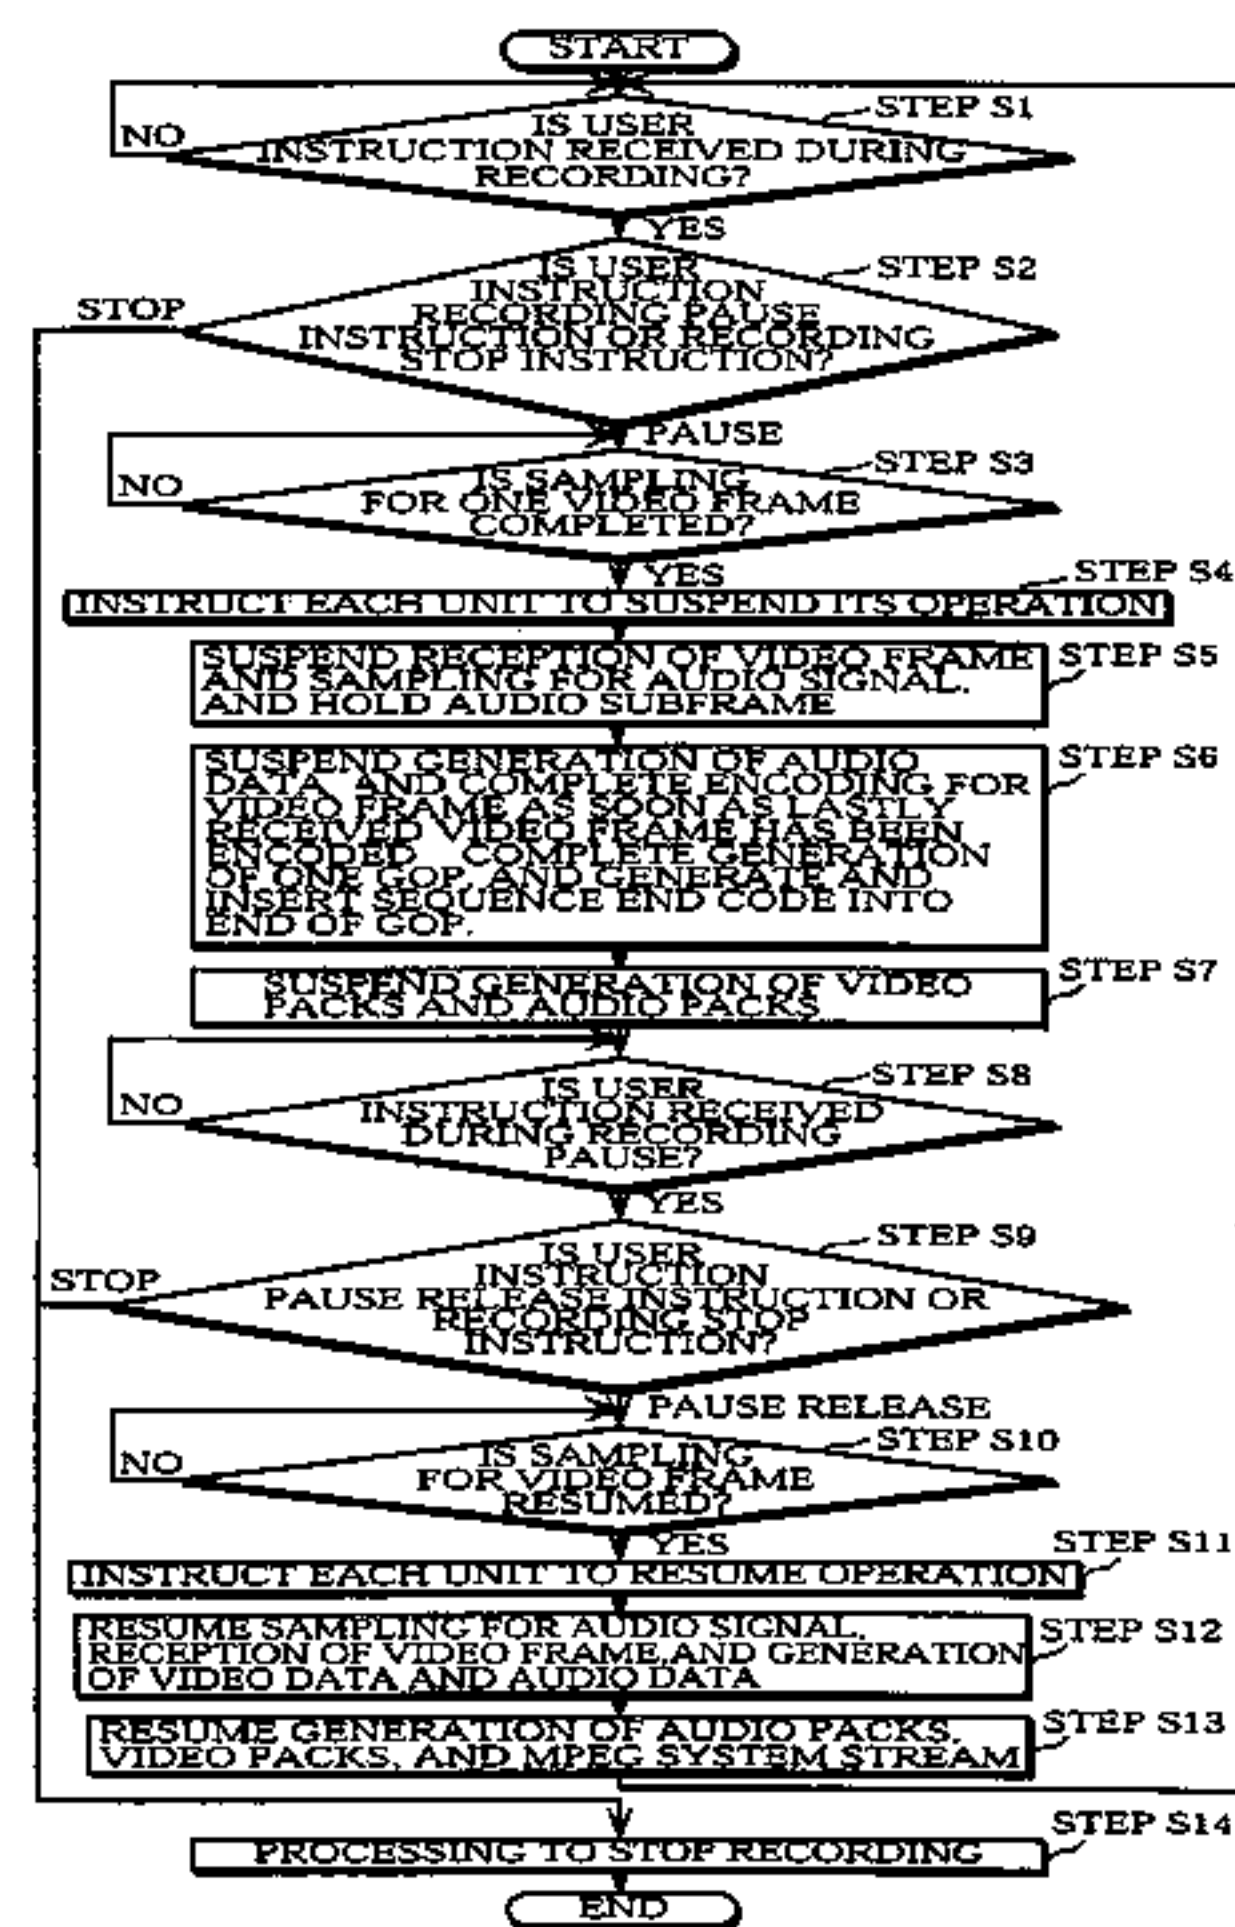 START
STEP S1
NO
IS USER
INSTRUCTION RECEIVED DURING
RECORDING?
YES
STEP S2
STOP
IS USER
INSTRUCTION
RECORDING PAUSE
INSTRUCTION OR RECORDING
STOP INSTRUCTION?
PAUSE
STEP S3
NO
IS SAMPLING
FOR ONE VIDEO FRAME
COMPLETED?
YES
STEP S4
INSTRUCT EACH UNIT TO SUSPEND ITS OPERATION
STEP S5
SUSPEND RECEPTION OF VIDEO FRAME
AND SAMPLING FOR AUDIO SIGNAL,
AND HOLD AUDIO SUBFRAME
STEP S6
SUSPEND GENERATION OF AUDIO
DATA, AND COMPLETE ENCODING FOR
VIDEO FRAME AS SOON AS LASTLY
RECEIVED VIDEO FRAME HAS BEEN
ENCODED COMPLETE GENERATION
OF ONE GOP, AND GENERATE AND
INSERT SEQUENCE END CODE INTO
END OF GOP.
STEP S7
SUSPEND GENERATION OF VIDEO
PACKS AND AUDIO PACKS
STEP S8
NO
IS USER
INSTRUCTION RECEIVED
DURING RECORDING
PAUSE?
YES
STEP S9
STOP
IS USER
INSTRUCTION
PAUSE RELEASE INSTRUCTION OR
RECORDING STOP
INSTRUCTION?
PAUSE RELEASE
STEP S10
NO
IS SAMPLING
FOR VIDEO FRAME
RESUMED?
YES
STEP S11
INSTRUCT EACH UNIT TO RESUME OPERATION
STEP S12
RESUME SAMPLING FOR AUDIO SIGNAL,
RECEPTION OF VIDEO FRAME,AND GENERATION
OF VIDEO DATA AND AUDIO DATA
STEP S13
RESUME GENERATION OF AUDIO PACKS,
VIDEO PACKS, AND MPEG SYSTEM STREAM
STEP S14
PROCESSING TO STOP RECORDING
END